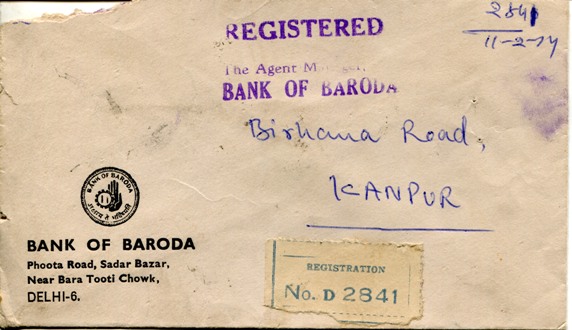 REGISTERED
2841
11-2-74
The Agent
BANK OF BARODA
Birhana Road,
KANPUR
BANK OF BARODA
BANK OF BARODA
Phoota Road, Sadar Bazar,
Near Bara Tooti Chowk,
DELHI-6.
REGISTRATION
No. D 2841